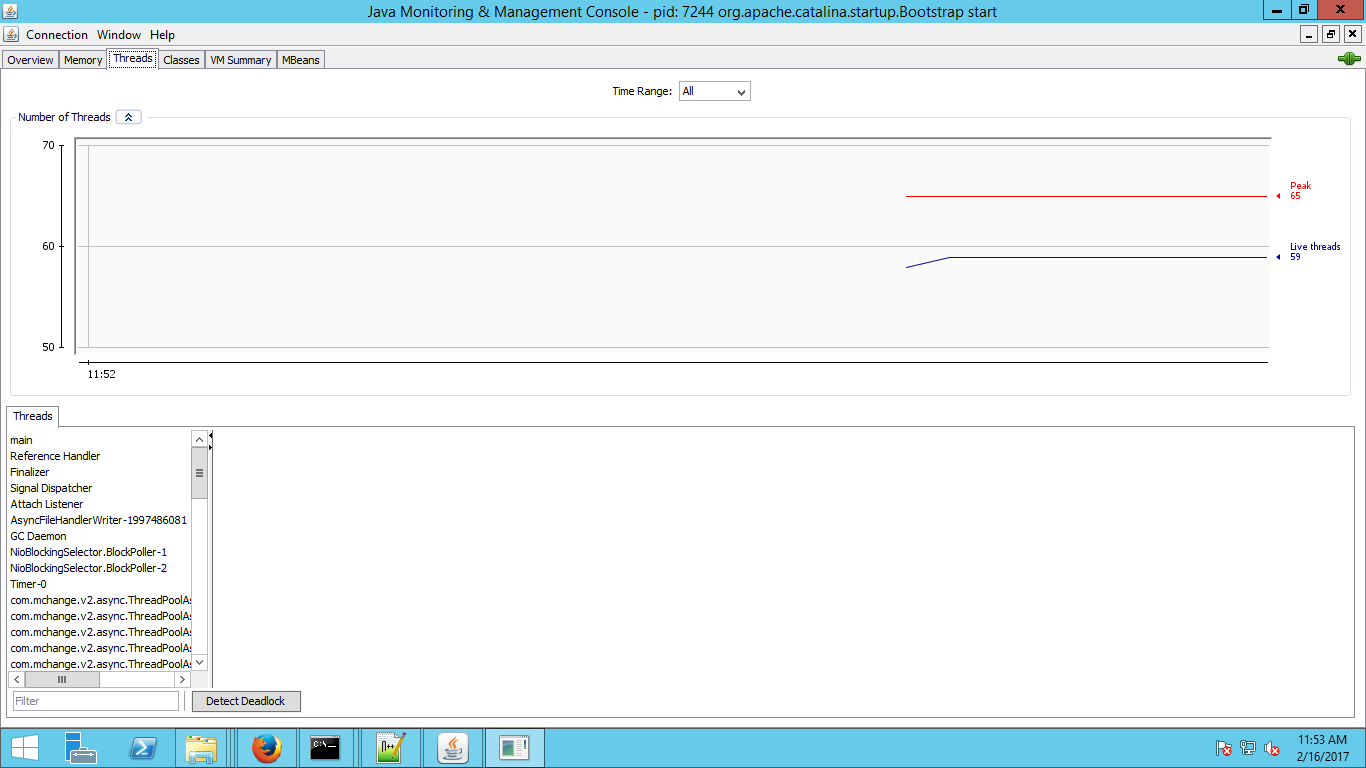 Java Monitoring & Management Console - pid: 7244 org.apache.catalina.startup.Bootstrap start
Connection Window Help
Overview Memory Threads Classes VM Summary MBeans
Time Range: All
Number of Threads
70
60
50
Peak
65
Live threads
59
11:52
Threads
main
Reference Handler
Finalizer
Signal Dispatcher
Attach Listener
AsyncFileHandlerWriter-1997486081
GC Daemon
NioBlockingSelector.BlockPoller-1
NioBlockingSelector.BlockPoller-2
Timer-0
com.mchange.v2.async.ThreadPoolAs
com.mchange.v2.async.ThreadPoolAs
com.mchange.v2.async.ThreadPoolAs
com.mchange.v2.async.ThreadPoolAs
com.mchange.v2.async.ThreadPoolAs
Filter
Detect Deadlock
C:\_
N++
11:53 AM
2/16/2017